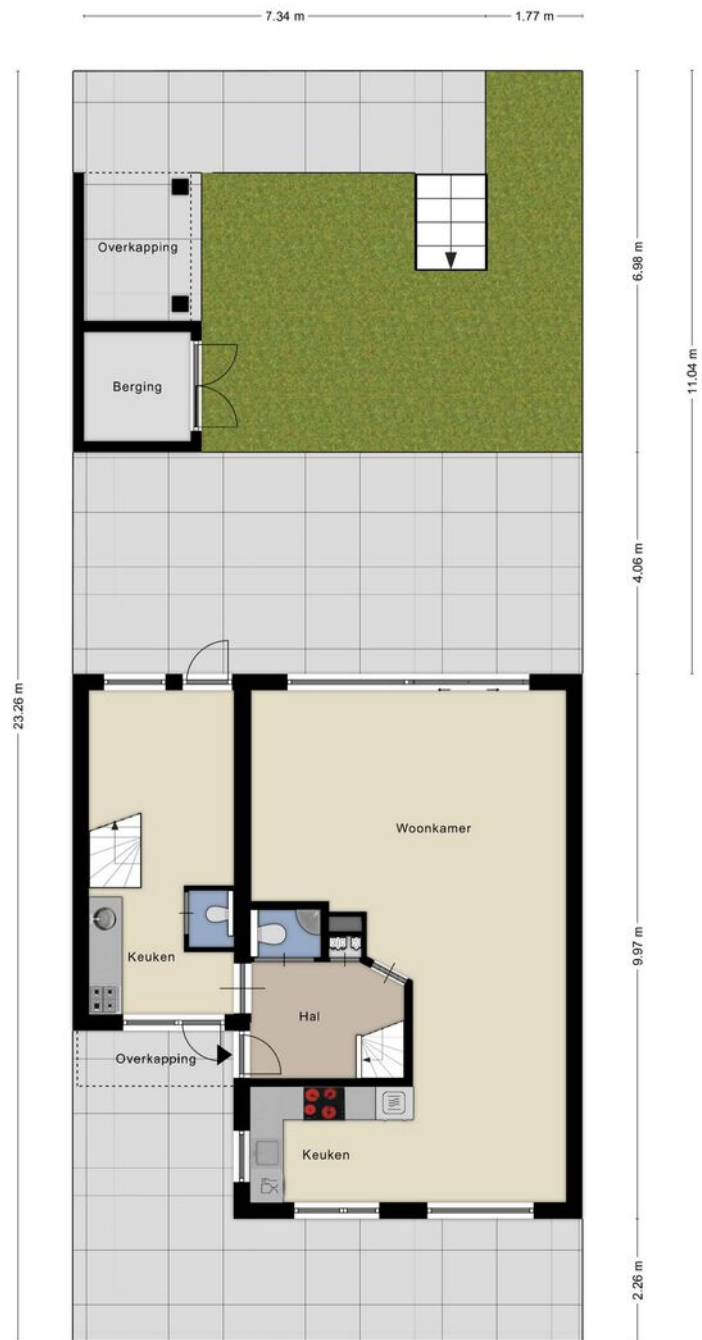 7.34 m
1.77 m
Overkapping
6.98 m
Berging
11.04 m
4.06 m
23.26 m
Woonkamer
Keuken
9.97 m
Hal
Overkapping
Keuken
2.26 m